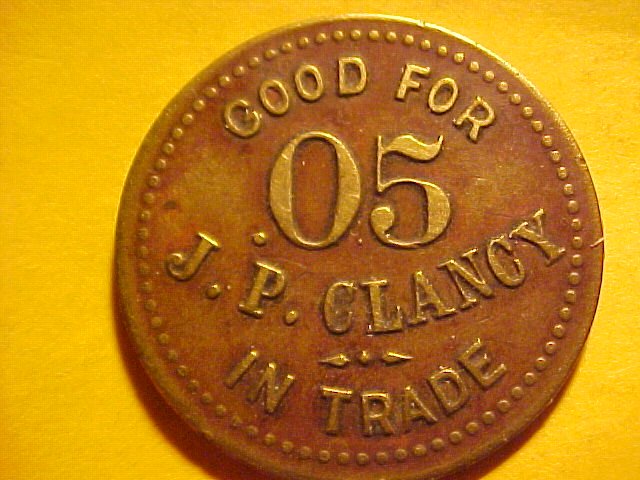 GOOD FOR
.05
J. P. CLANCY
IN TRADE